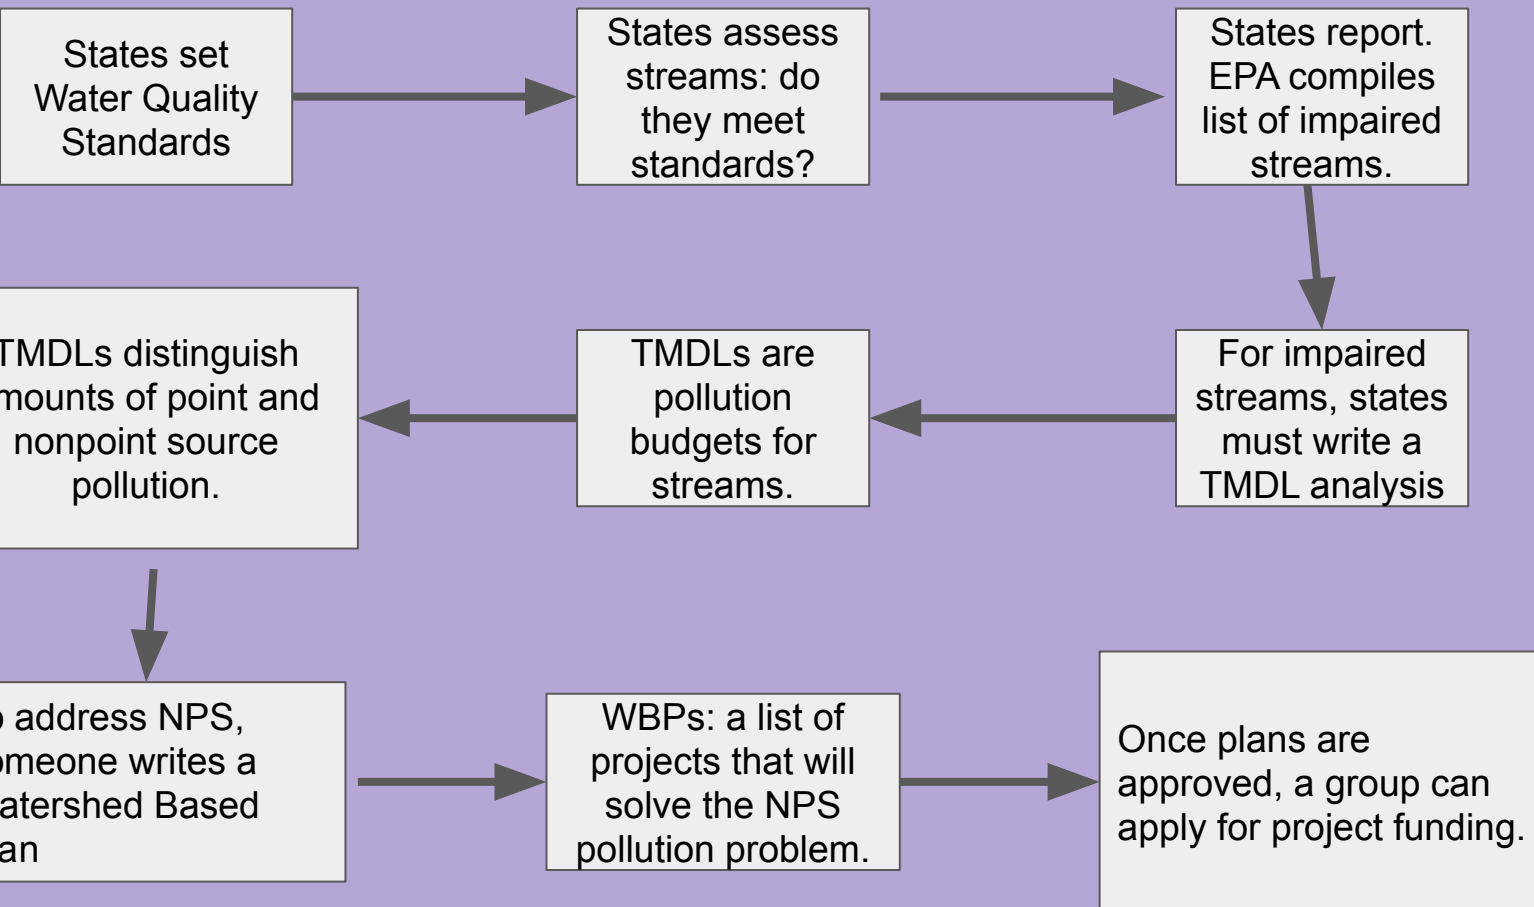 States set
Water Quality
Standards
States assess
streams: do
they meet
standards?
States report.
EPA compiles
list of impaired
streams.
For impaired
streams, states
must write a
TMDL analysis
TMDLs are
pollution
budgets for
streams.
TMDLs distinguish
mounts of point and
nonpoint source
pollution.
o address NPS,
omeone writes a
atershed Based
an
WBPs: a list of
projects that will
solve the NPS
pollution problem.
Once plans are
approved, a group can
apply for project funding.